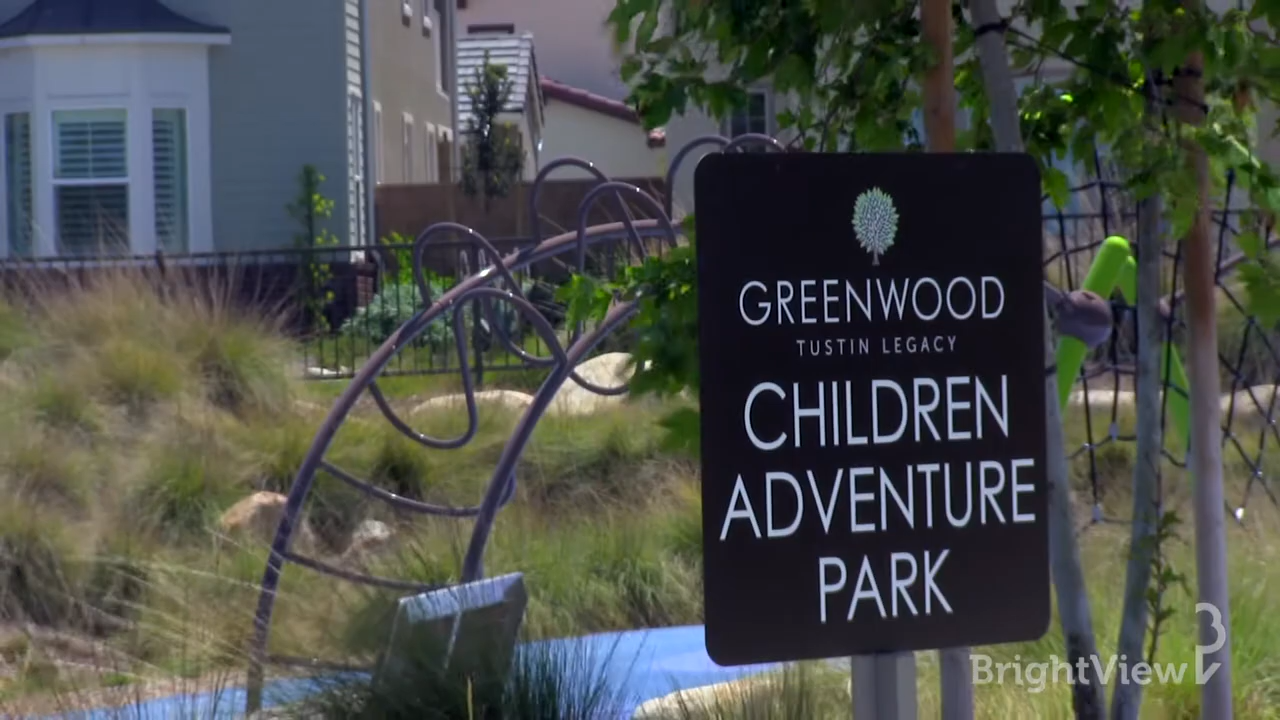 GREENWOOD
TUSTIN LEGACY
CHILDREN
ADVENTURE
PARK
BrightView